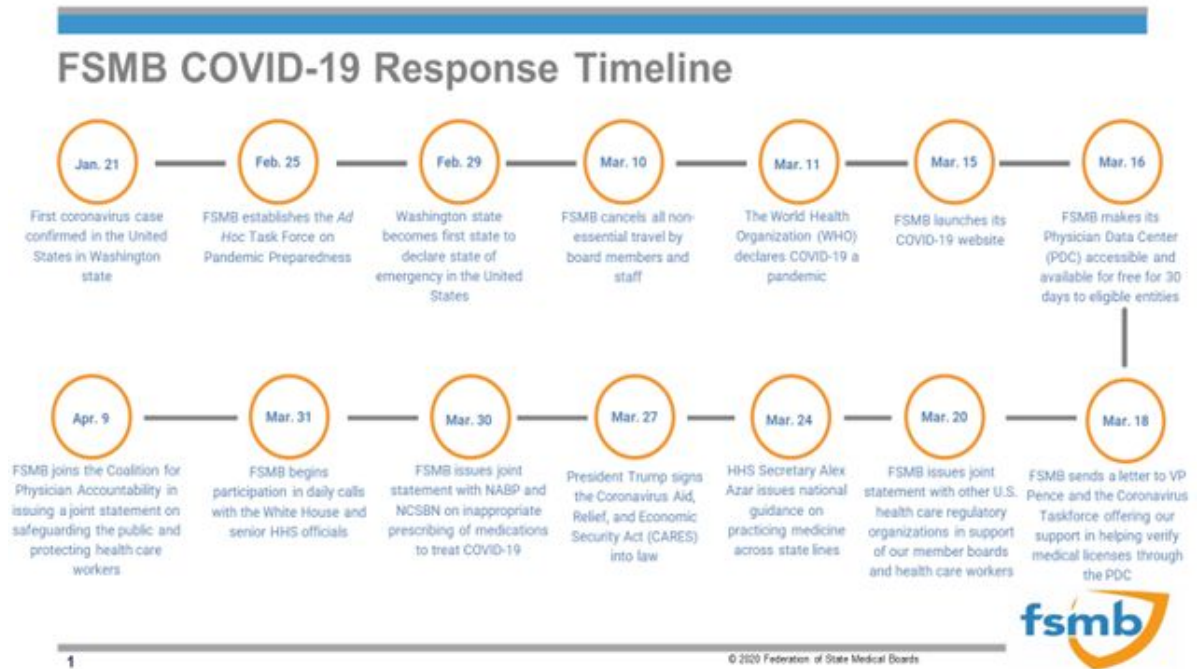 FSMB COVID-19 Response Timeline
Jan. 21
First coronavirus case
confirmed in the United
States in Washington
state
Feb. 25
FSMB establishes the Ad
Hoc Task Force on
Pandemic Preparedness
Feb. 29
Washington state
becomes first state to
declare state of
emergency in the United
States
Mar. 10
FSMB cancels all non-
essential travel by
board members and
staff
Mar. 11
The World Health
Organization (WHO)
declares COVID-19 a
pandemic
Mar. 15
FSMB launches its
COVID-19 website
Mar. 16
FSMB makes its
Physician Data Center
(PDC) accessible and
available for free for 30
days to eligible entities
Mar. 18
FSMB sends a letter to VP
Pence and the Coronavirus
Taskforce offering our
support in helping verify
medical licenses through
the PDC
Mar. 20
FSMB issues joint
statement with other U.S.
health care regulatory
organizations in support
of our member boards
and health care workers
Mar. 24
HHS Secretary Alex
Azar issues national
guidance on
practicing medicine
across state lines
Mar. 27
President Trump signs
the Coronavirus Aid,
Relief, and Economic
Security Act (CARES)
into law
Mar. 30
FSMB issues joint
statement with NABP and
NCSBN on inappropriate
prescribing of medications
to treat COVID-19
Mar. 31
FSMB begins
participation in daily calls
with the White House and
senior HHS officials
Apr. 9
FSMB joins the Coalition for
Physician Accountability in
issuing a joint statement on
safeguarding the public and
protecting health care
workers
fsmb
1
© 2020 Federation of State Medical Boards